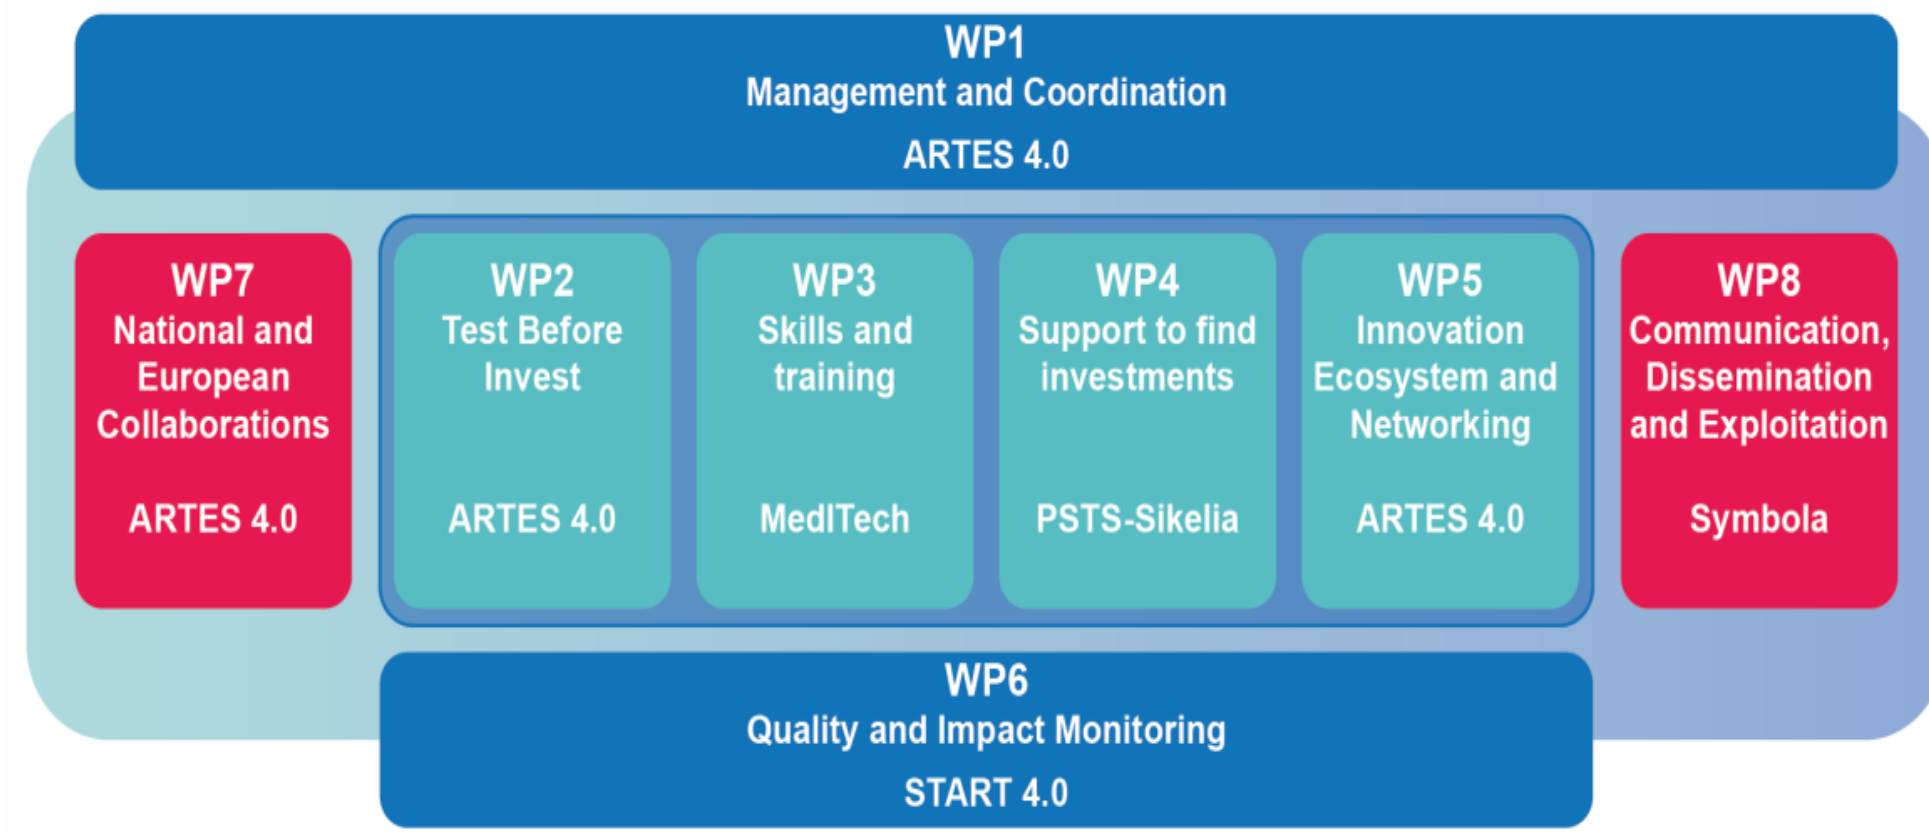 WP1
Management and Coordination
ARTES 4.0
WP7
National and
European
Collaborations
ARTES 4.0
WP2
Test Before
Invest
ARTES 4.0
WP3
Skills and
training
MedITech
WP4
Support to find
investments
PSTS-Sikelia
WP5
Innovation
Ecosystem and
Networking
ARTES 4.0
WP8
Communication,
Dissemination
and Exploitation
Symbola
WP6
Quality and Impact Monitoring
START 4.0